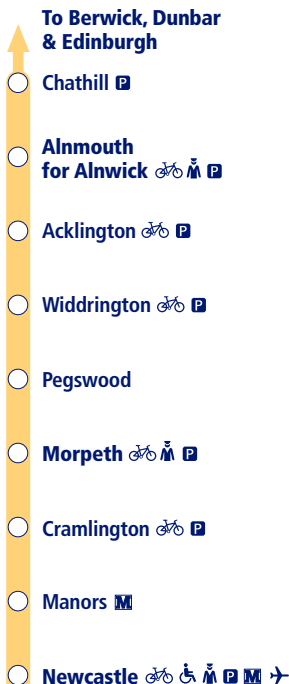 To Berwick, Dunbar
& Edinburgh
Chathill P
Alnmouth
for Alnwick P
Acklington P
Widdrington P
Pegswood
Morpeth P
Cramlington P
Manors M
Newcastle P M